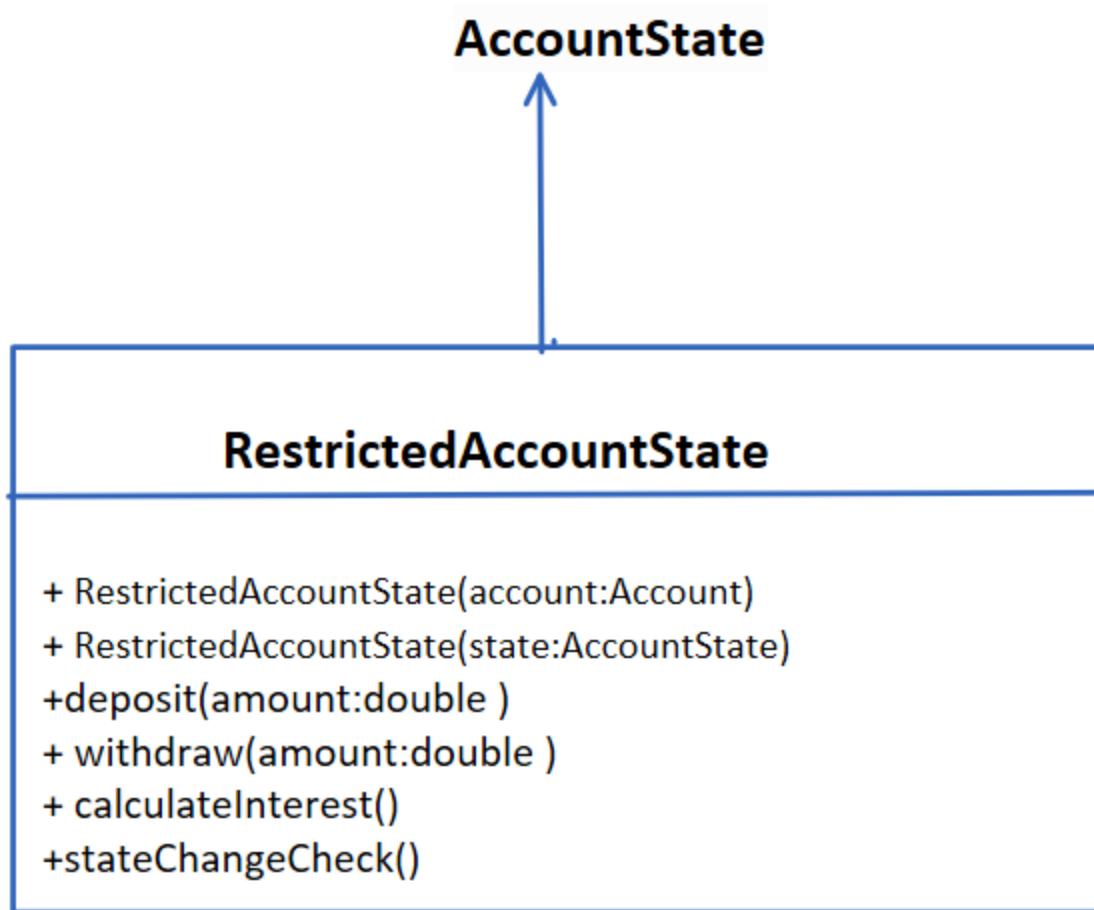 AccountState
RestrictedAccountState
+ RestrictedAccountState(account:Account)
+ RestrictedAccountState(state:AccountState)
+deposit(amount:double )
+ withdraw(amount:double )
+ calculateInterest()
+stateChangeCheck()